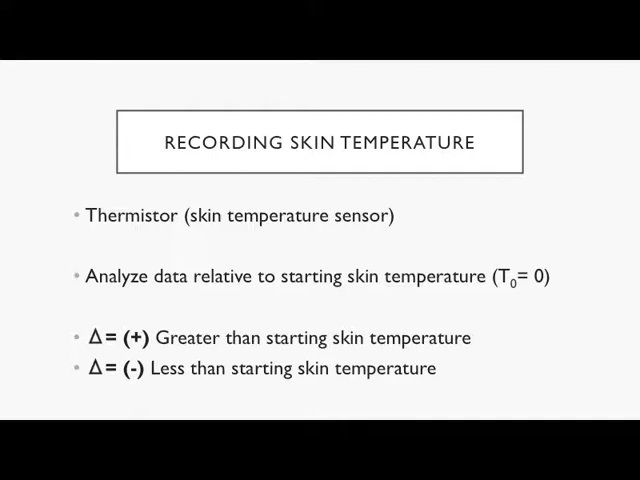 RECORDING SKIN TEMPERATURE
• Thermistor (skin temperature sensor)
• Analyze data relative to starting skin temperature (T₀= 0)
• Δ= (+) Greater than starting skin temperature
• Δ= (-) Less than starting skin temperature